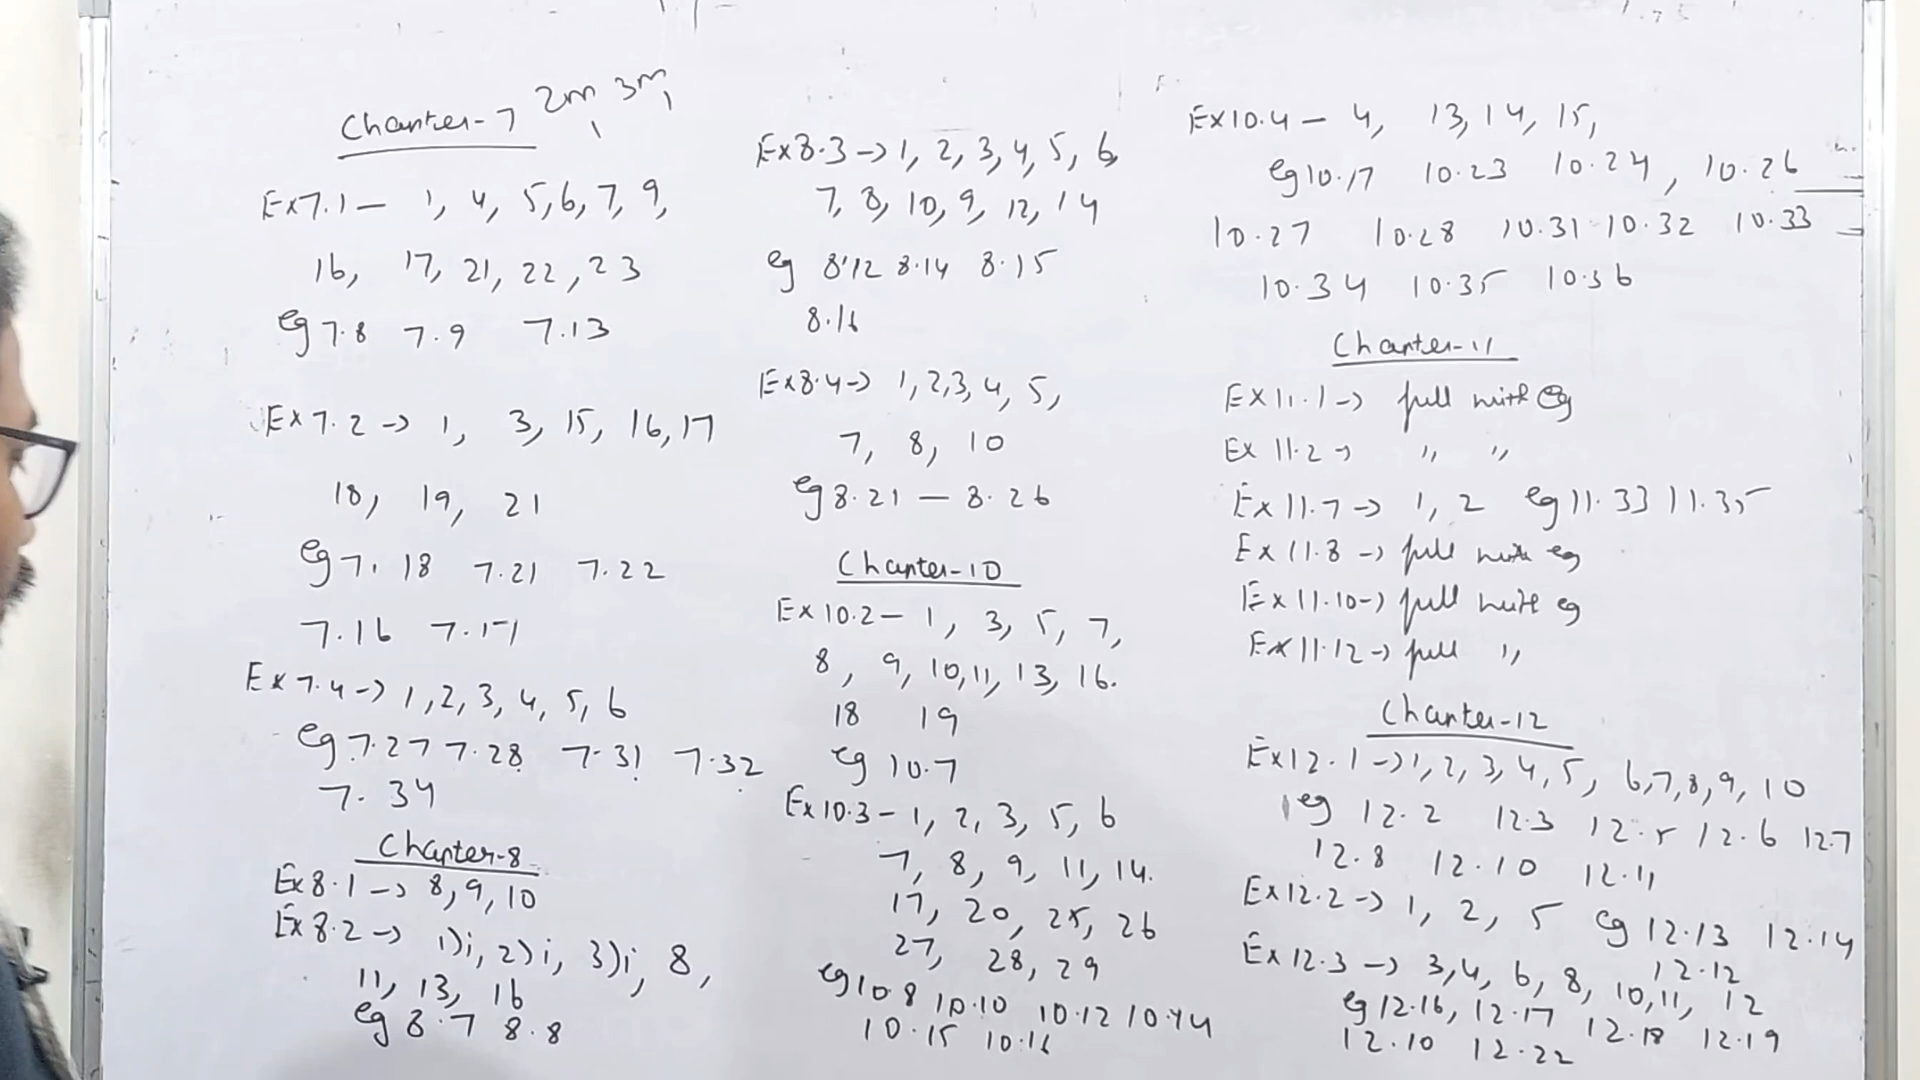 Chapter-7 2m, 3m,
Ex7.1 - 1, 4, 5, 6, 7, 9,
16, 17, 21, 22, 23
eg 7.8 7.9 7.13
Ex 7.2 -> 1, 3, 15, 16, 17
18, 19, 21
eg 7.18 7.21 7.22
7.16 7.17
Ex 7.4 -> 1, 2, 3, 4, 5, 6
eg 7.27 7.28 7.31 7.32
7.34
Chapter-8
Ex 8.1 -> 8, 9, 10
Ex 8.2 -> 1)i, 2)i, 3)i, 8,
11, 13, 16
eg 8.7 8.8
Ex 8.3 -> 1, 2, 3, 4, 5, 6,
7, 8, 10, 9, 12, 14
eg 8.12 8.14 8.15
8.16
Ex 8.4 -> 1, 2, 3, 4, 5,
7, 8, 10
eg 8.21 - 8.26
Chapter-10
Ex 10.2 - 1, 3, 5, 7,
8, 9, 10, 11, 13, 16.
18 19
eg 10.7
Ex 10.3 - 1, 2, 3, 5, 6
7, 8, 9, 11, 14.
17, 20, 25, 26
27, 28, 29
eg 10.8 10.10 10.12 10.14
10.15 10.16
Ex 10.4 - 4, 13, 14, 15,
eg 10.17 10.23 10.24, 10.26
10.27 10.28 10.31 10.32 10.33
10.34 10.35 10.36
Chapter-11
Ex 11.1 -> full with eg
Ex 11.2 -> " "
Ex 11.7 -> 1, 2 eg 11.33 11.35
Ex 11.8 -> full with eg
Ex 11.10 -> full with eg
Ex 11.12 -> full "
Chapter-12
Ex 12.1 -> 1, 2, 3, 4, 5, 6, 7, 8, 9, 10
eg 12.2 12.3 12.5 12.6 12.7
12.8 12.10 12.11
Ex 12.2 -> 1, 2, 5 eg 12.13 12.14
12.12
Ex 12.3 -> 3, 4, 6, 8, 10, 11, 12
eg 12.16, 12.17 12.18 12.19
12.10 12.22